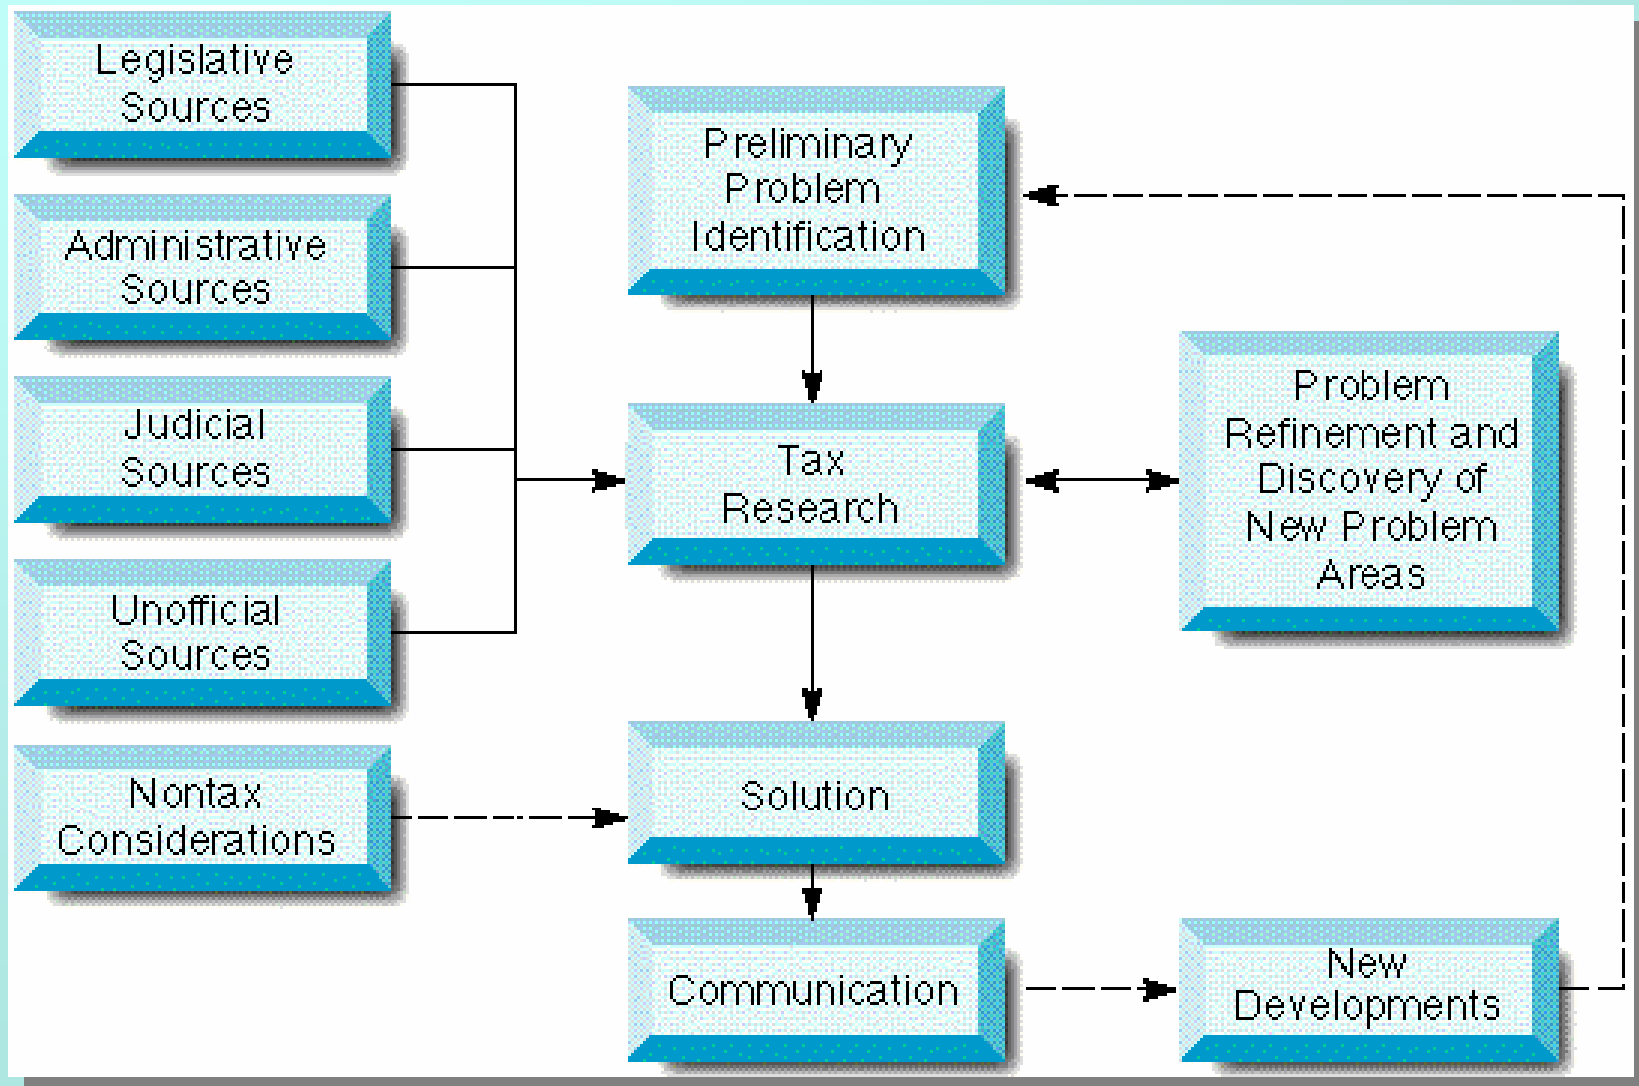 Legislative
Sources
Administrative
Sources
Judicial
Sources
Unofficial
Sources
Nontax
Considerations
Preliminary
Problem
Identification
Tax
Research
Solution
Communication
Problem
Refinement and
Discovery of
New Problem
Areas
New
Developments